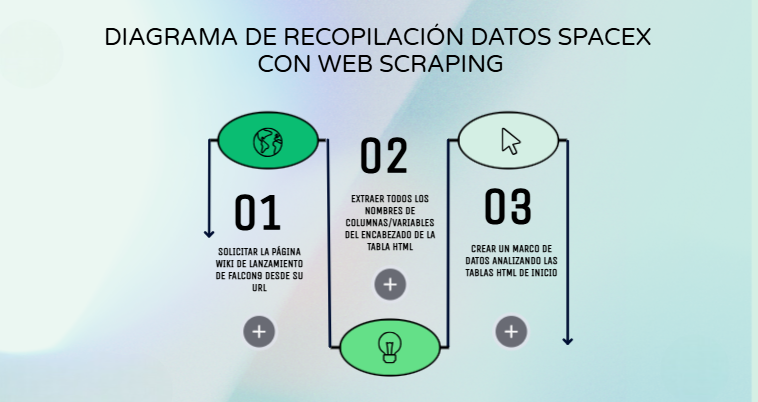 DIAGRAMA DE RECOPILACIÓN DATOS SPACEX
CON WEB SCRAPING
01
SOLICITAR LA PÁGINA
WIKI DE LANZAMIENTO
DE FALCON9 DESDE SU
URL
02
EXTRAER TODOS LOS
NOMBRES DE
COLUMNAS/VARIABLES
DEL ENCABEZADO DE LA
TABLA HTML
03
CREAR UN MARCO DE
DATOS ANALIZANDO LAS
TABLAS HTML DE INICIO